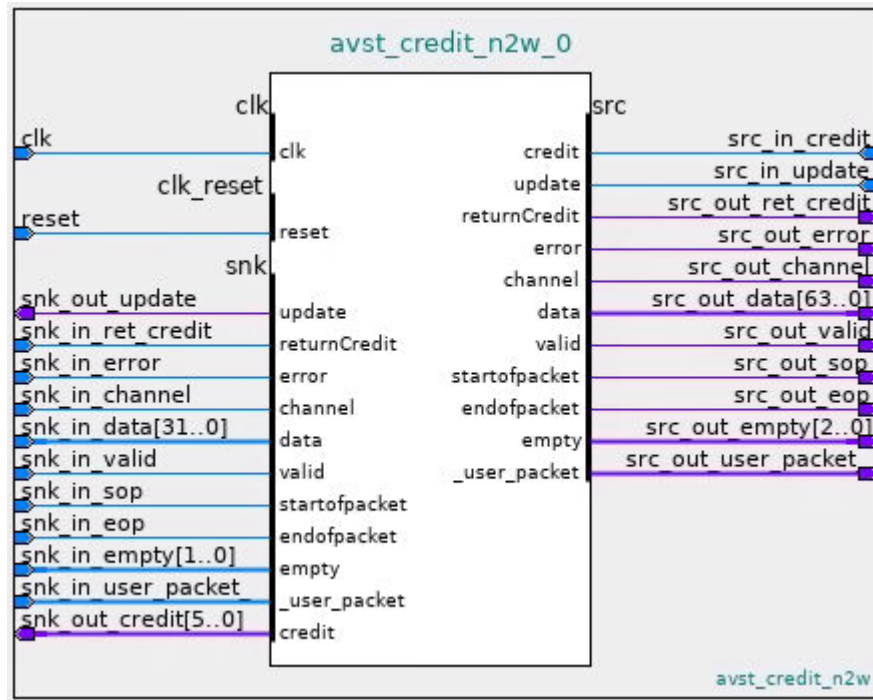 avst_credit_n2w_0
clk
src
clk
clk
credit
src_in_credit
update
src_in_update
clk_reset
returnCredit
src_out_ret_credit
reset
reset
error
src_out_error
snk
channel
src_out_channel
snk_out_update
update
data
src_out_data[63..0]
snk_in_ret_credit
returnCredit
valid
src_out_valid
snk_in_error
error
startofpacket
src_out_sop
snk_in_channel
channel
endofpacket
src_out_eop
snk_in_data[31..0]
data
empty
src_out_empty[2..0]
snk_in_valid
valid
_user_packet
src_out_user_packet_
snk_in_sop
startofpacket
snk_in_eop
endofpacket
snk_in_empty[1..0]
empty
snk_in_user_packet_
_user_packet
snk_out_credit[5..0]
credit
avst_credit_n2w